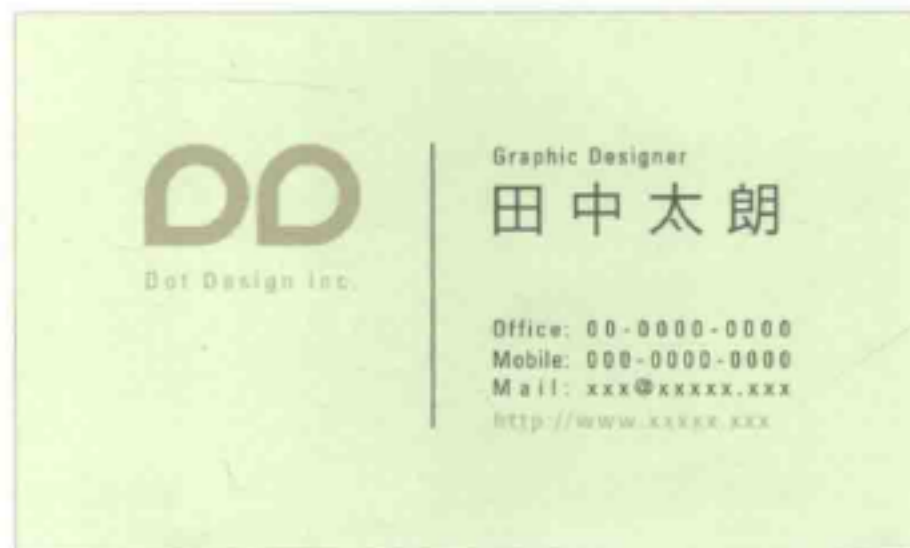 Dot Design Inc.
Graphic Designer
田中太朗
Office: 00-0000-0000
Mobile: 000-0000-0000
Mail: xxx@xxxxx.xxx
http://www.xxxxx.xxx